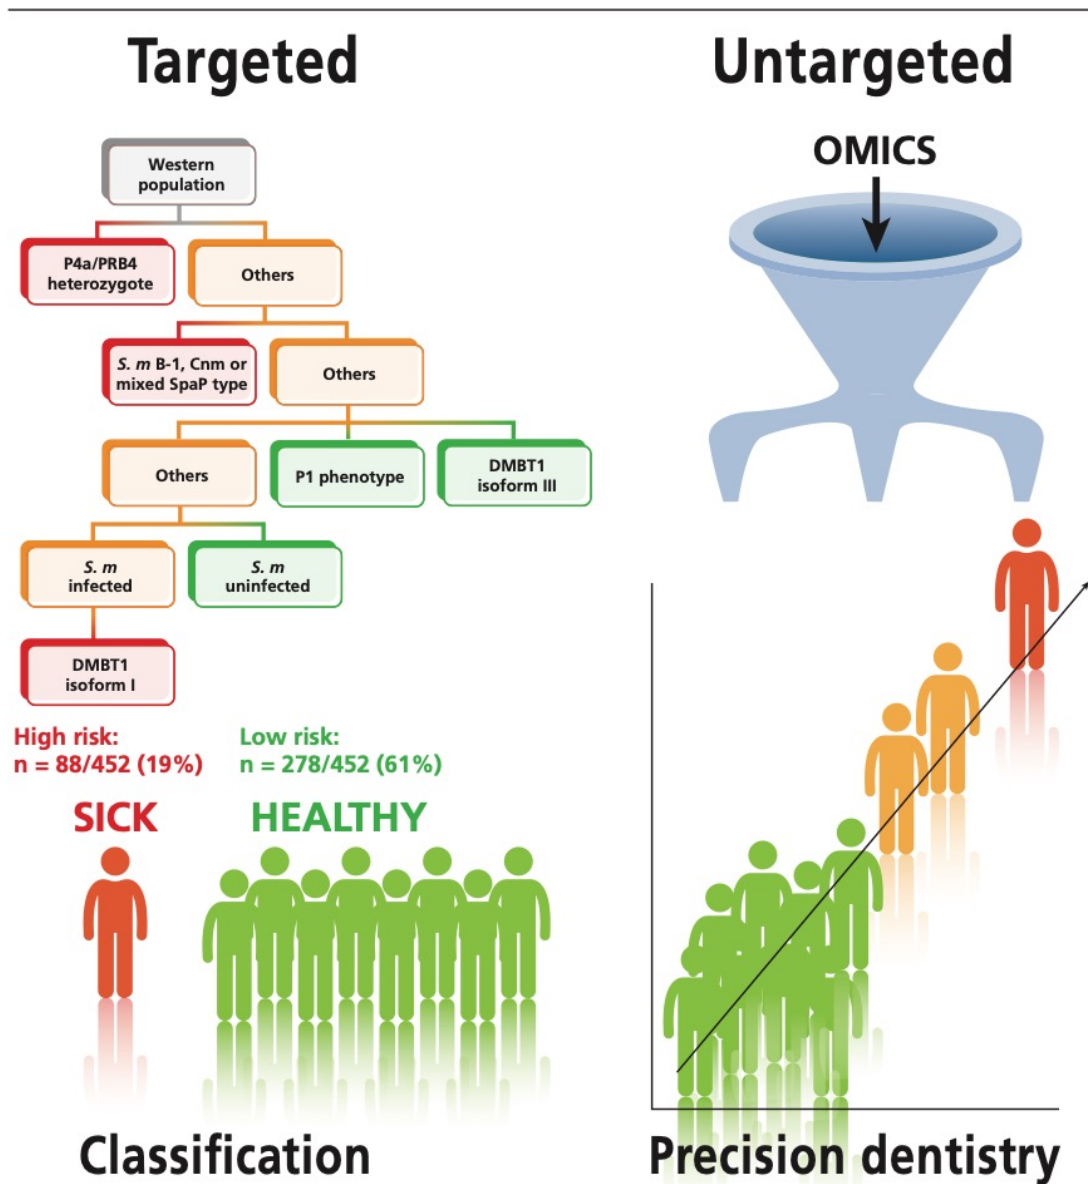 Targeted
Western
population
P4a/PRB4
heterozygote
Others
S. m B-1, Cnm or
mixed SpaP type
Others
Others
P1 phenotype
DMBT1
isoform III
S. m
infected
S. m
uninfected
DMBT1
isoform I
High risk:
n = 88/452 (19%)
Low risk:
n = 278/452 (61%)
SICK
HEALTHY
Classification
Untargeted
OMICS
Precision dentistry